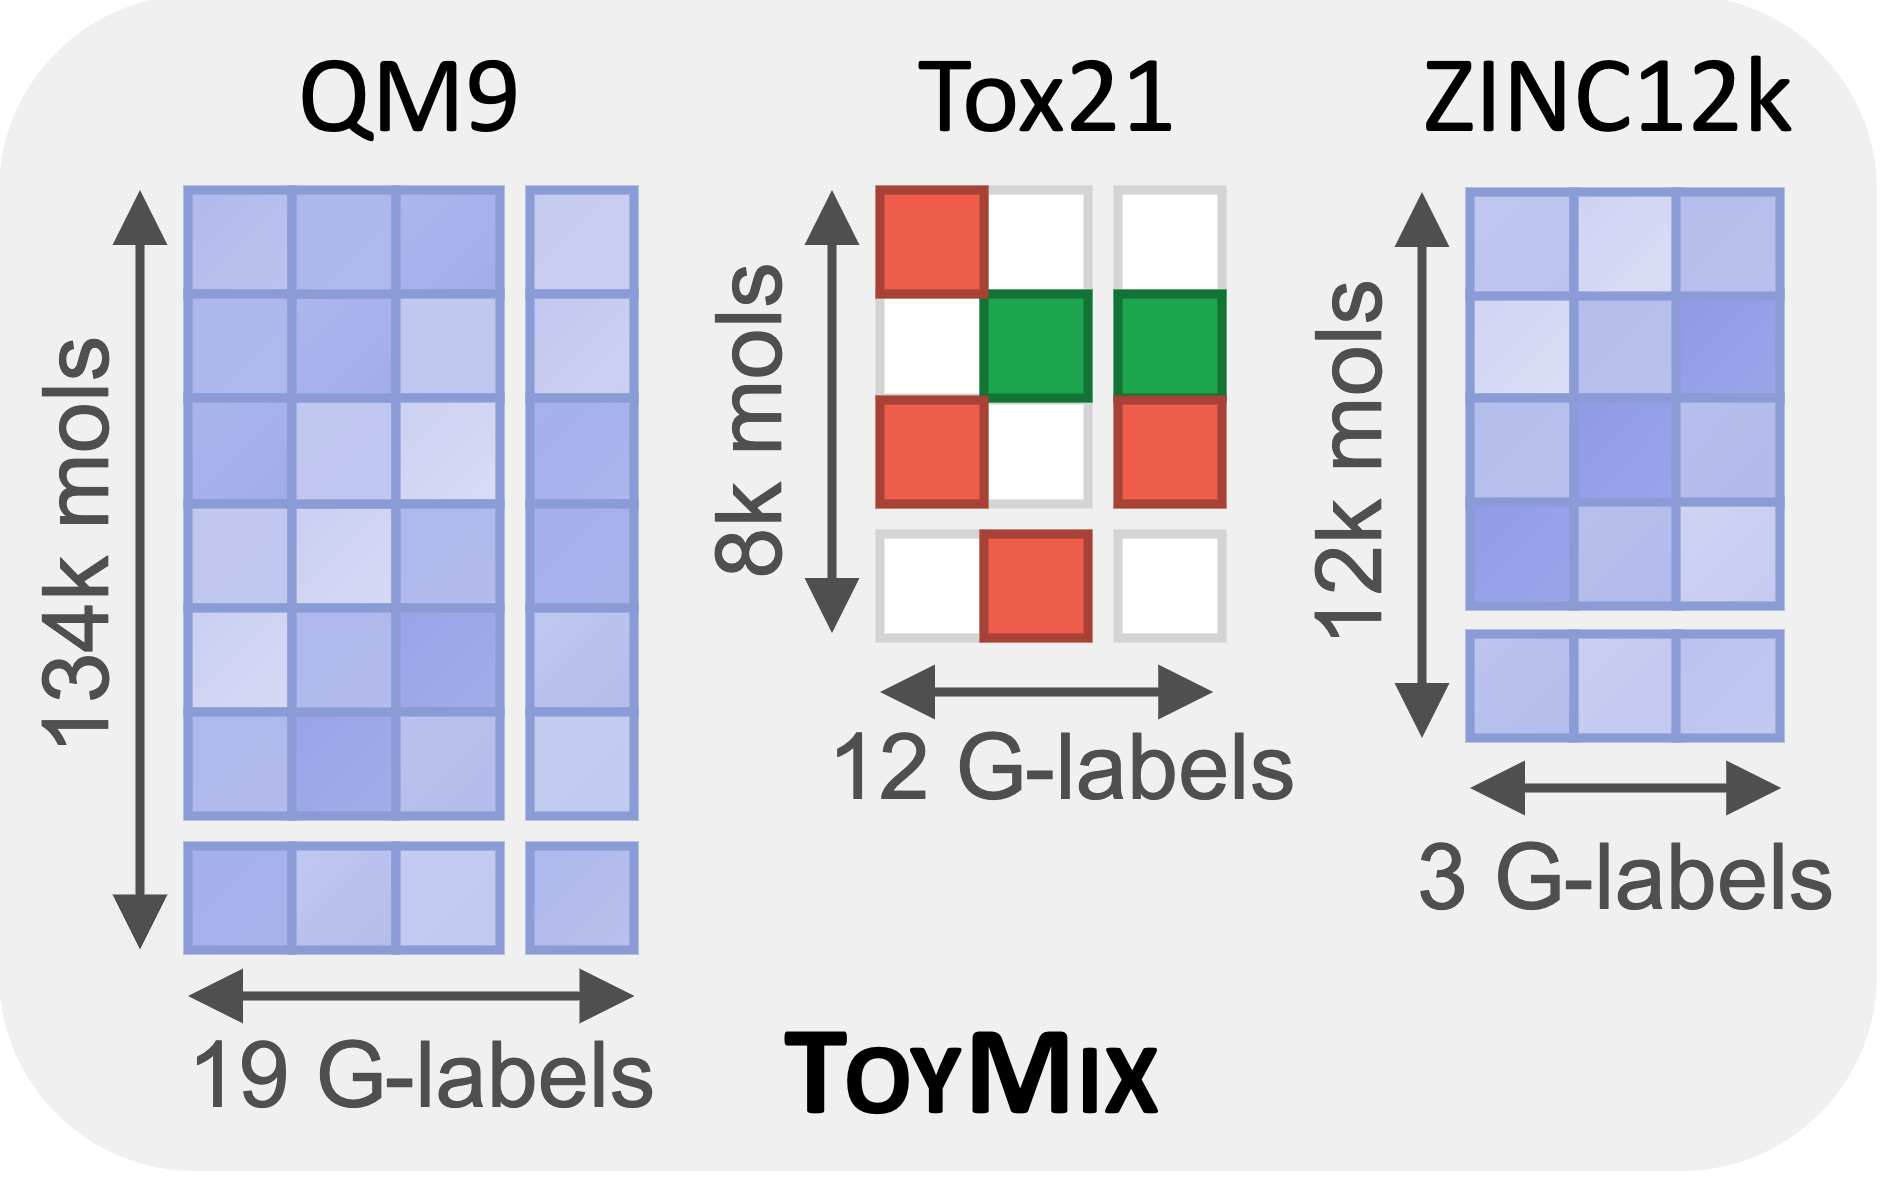 QM9
134k mols
19 G-labels
Tox21
8k mols
12 G-labels
ZINC12k
12k mols
3 G-labels
TOYMIX